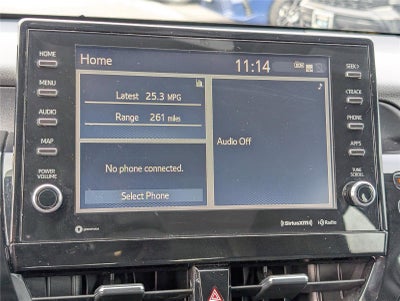 HOME
MENU
AUDIO
MAP
POWER
VOLUME
Home 11:14
Latest 25.3 MPG
Range 261 miles
No phone connected.
Select Phone
Audio Off
SEEK>
<TRACK
PHONE
APPS
TUNE
SCROLL
SiriusXM
HD Radio